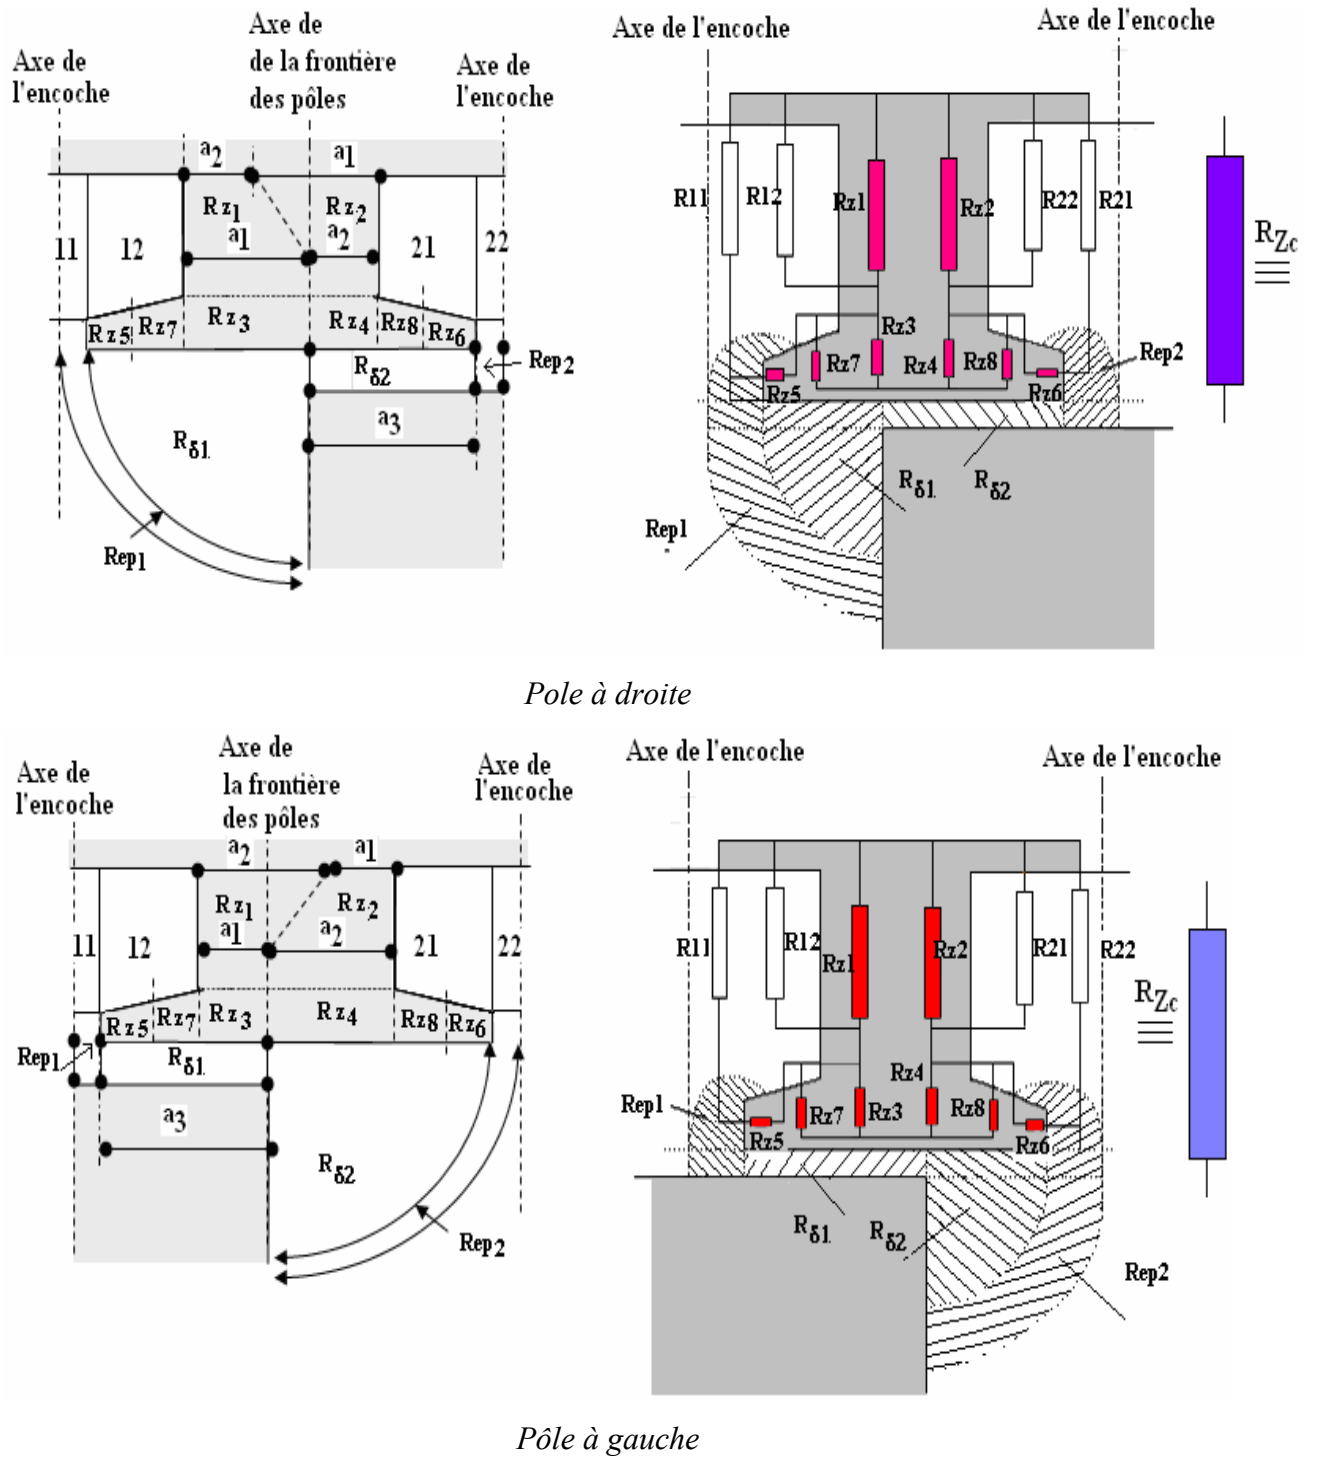 Axe de
de la frontière
des pôles
Axe de
l'encoche
Axe de
l'encoche
a2
a1
Rz1
Rz2
a1
a2
11
12
21
22
Rz5
Rz7
Rz3
Rz4
Rz8
Rz6
Rδ2
Rep2
a3
Rδ1
Rep1
Axe de l'encoche
Axe de l'encoche
R11
R12
Rz1
Rz2
R22
R21
RZc
Rz3
Rz7
Rz4
Rz8
Rep2
Rz5
Rz6
Rδ1
Rδ2
Rep1
Pole à droite
Axe de
la frontière
des pôles
Axe de
l'encoche
Axe de
l'encoche
a2
a1
Rz1
Rz2
a1
a2
11
12
21
22
Rz5
Rz7
Rz3
Rz4
Rz8
Rz6
Rep1
Rδ1
a3
Rδ2
Rep2
Axe de l'encoche
Axe de l'encoche
R11
R12
Rz1
Rz2
R21
R22
RZc
Rz4
Rep1
Rz7
Rz3
Rz8
Rz5
Rz6
Rδ1
Rδ2
Rep2
Pôle à gauche